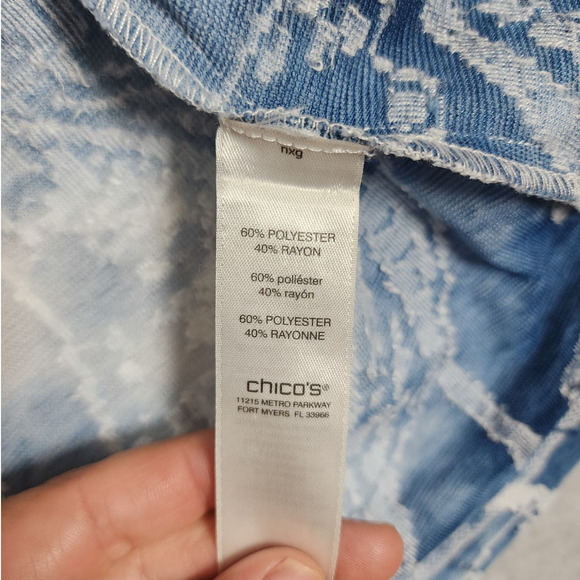 nxg
60% POLYESTER
40% RAYON
60% poliéster
40% rayón
60% POLYESTER
40% RAYONNE
chico's®
11215 METRO PARKWAY
FORT MYERS FL 33966